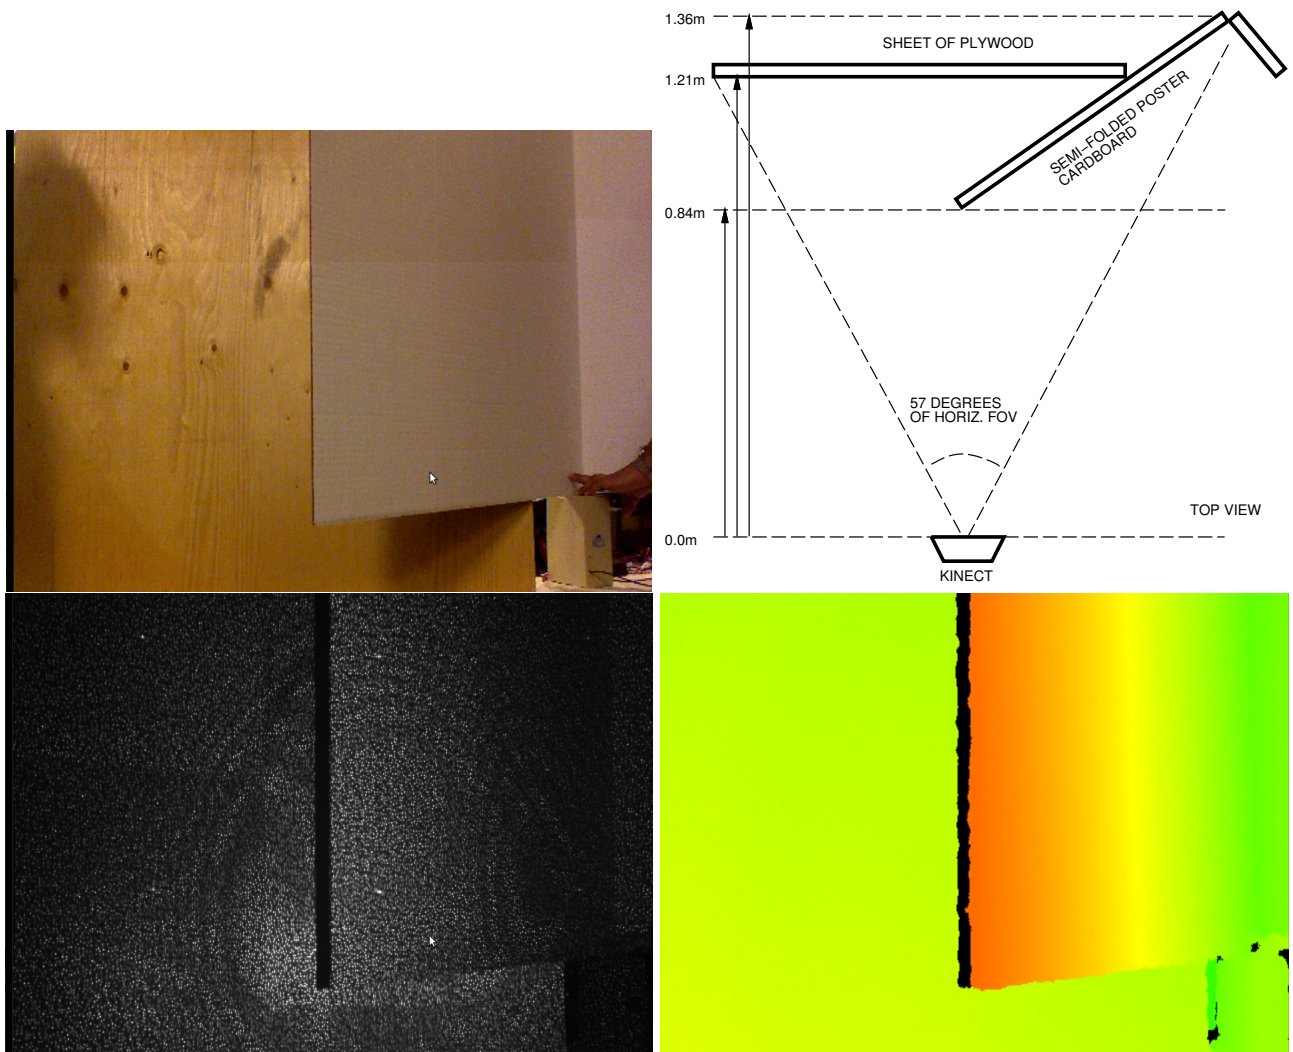 1.36m
SHEET OF PLYWOOD
1.21m
SEMI–FOLDED POSTER
CARDBOARD
0.84m
57 DEGREES
OF HORIZ. FOV
TOP VIEW
0.0m
KINECT